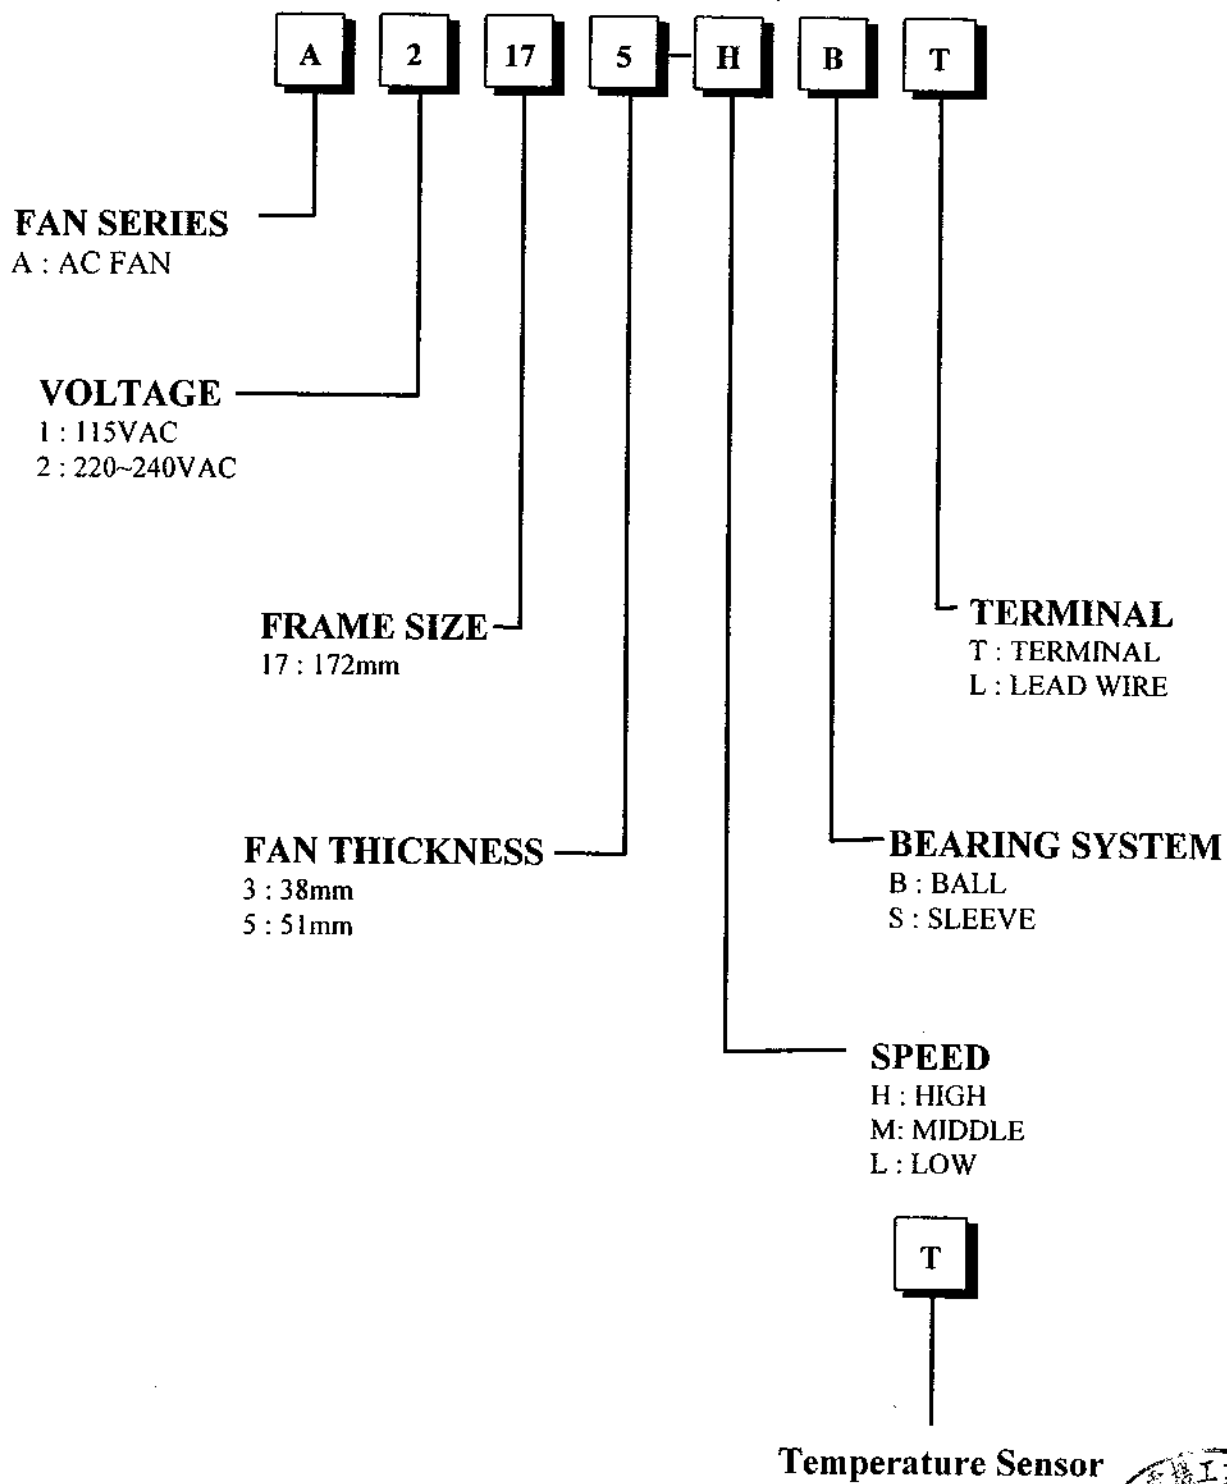 A 2 17 5 - H B T
FAN SERIES
A : AC FAN
VOLTAGE
1 : 115VAC
2 : 220~240VAC
FRAME SIZE
17 : 172mm
TERMINAL
T : TERMINAL
L : LEAD WIRE
FAN THICKNESS
3 : 38mm
5 : 51mm
BEARING SYSTEM
B : BALL
S : SLEEVE
SPEED
H : HIGH
M: MIDDLE
L : LOW
T
Temperature Sensor